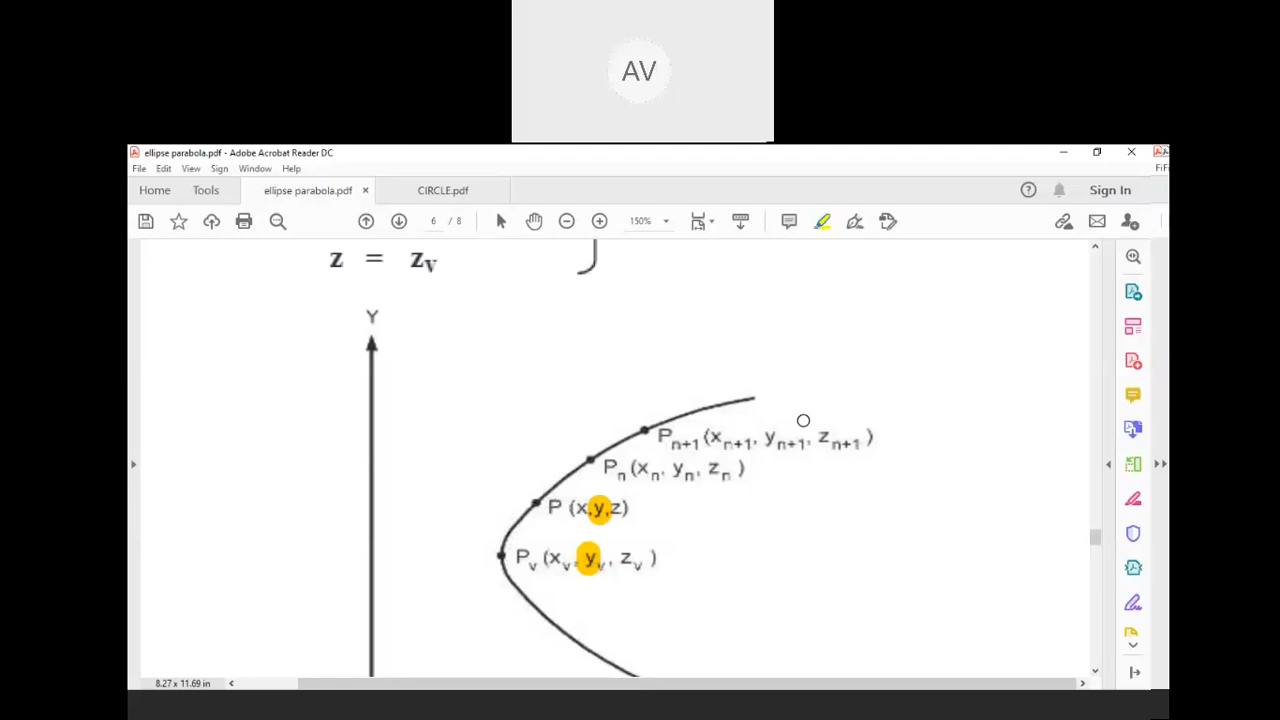 AV
ellipse parabola.pdf - Adobe Acrobat Reader DC
File Edit View Sign Window Help
Home Tools ellipse parabola.pdf × CIRCLE.pdf Sign In
6 / 8 150%
z = zv
Y
Pn+1 (xn+1, yn+1, zn+1 )
Pn (xn, yn, zn )
P (x,y,z)
Pv (xv, yv , zv )
8.27 x 11.69 in